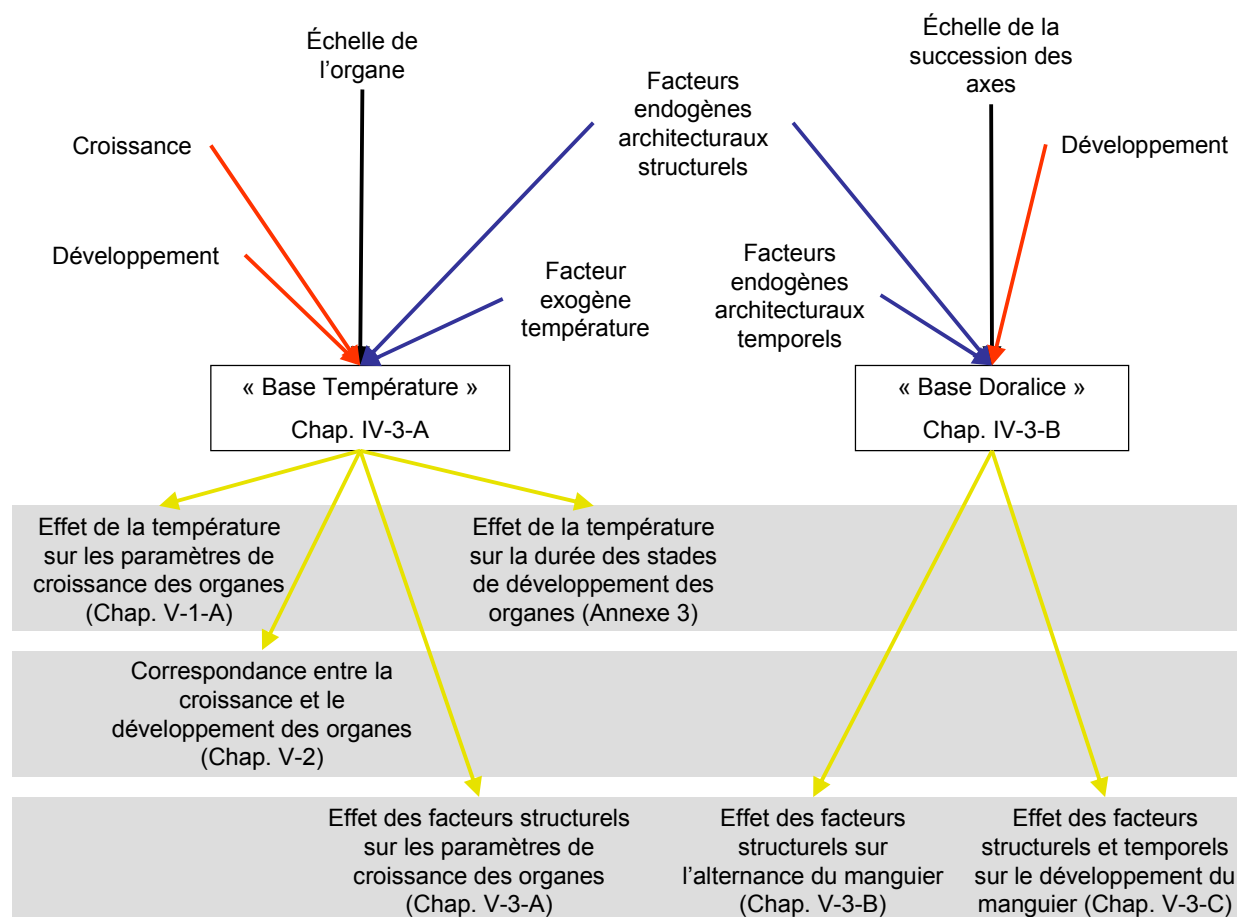 Échelle de
l’organe
Échelle de la
succession des
axes
Facteurs
endogènes
architecturaux
structurels
Croissance
Développement
Développement
Facteur
exogène
température
Facteurs
endogènes
architecturaux
temporels
« Base Température »
Chap. IV-3-A
« Base Doralice »
Chap. IV-3-B
Effet de la température
sur les paramètres de
croissance des organes
(Chap. V-1-A)
Effet de la température
sur la durée des stades
de développement des
organes (Annexe 3)
Correspondance entre la
croissance et le
développement des organes
(Chap. V-2)
Effet des facteurs structurels
sur les paramètres de
croissance des organes
(Chap. V-3-A)
Effet des facteurs
structurels sur
l’alternance du manguier
(Chap. V-3-B)
Effet des facteurs
structurels et temporels
sur le développement du
manguier (Chap. V-3-C)